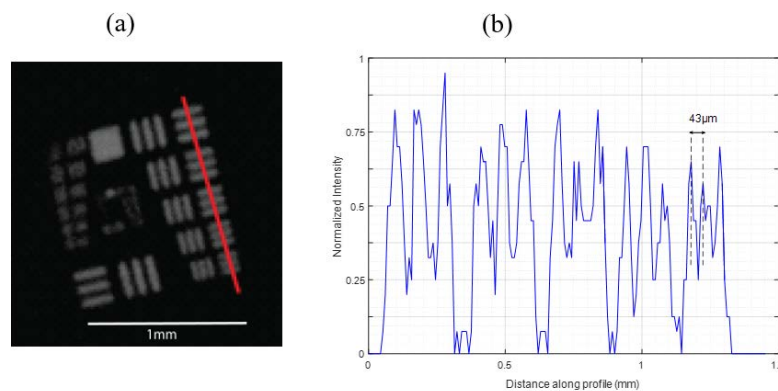 (a)
(b)
1mm
Normalized Intensity
1
0.75
0.5
0.25
0
43μm
0
0.5
1
Distance along profile (mm)